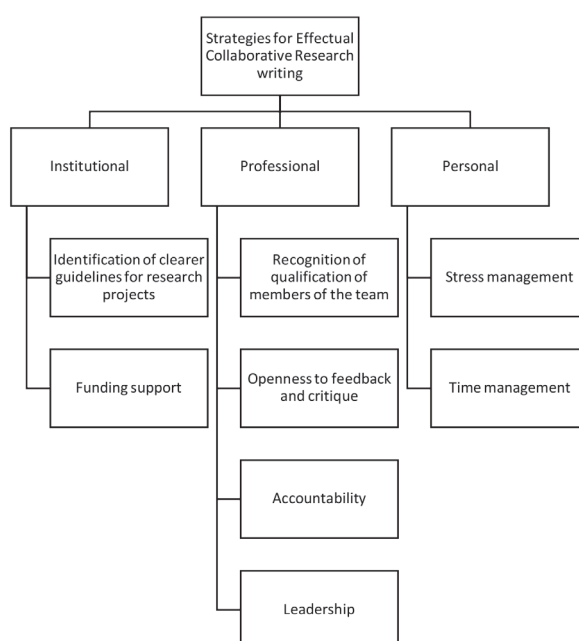 Strategies for Effectual
Collaborative Research
writing
Institutional
Professional
Personal
Identification of clearer
guidelines for research
projects
Recognition of
qualification of
members of the team
Stress management
Funding support
Openness to feedback
and critique
Time management
Accountability
Leadership